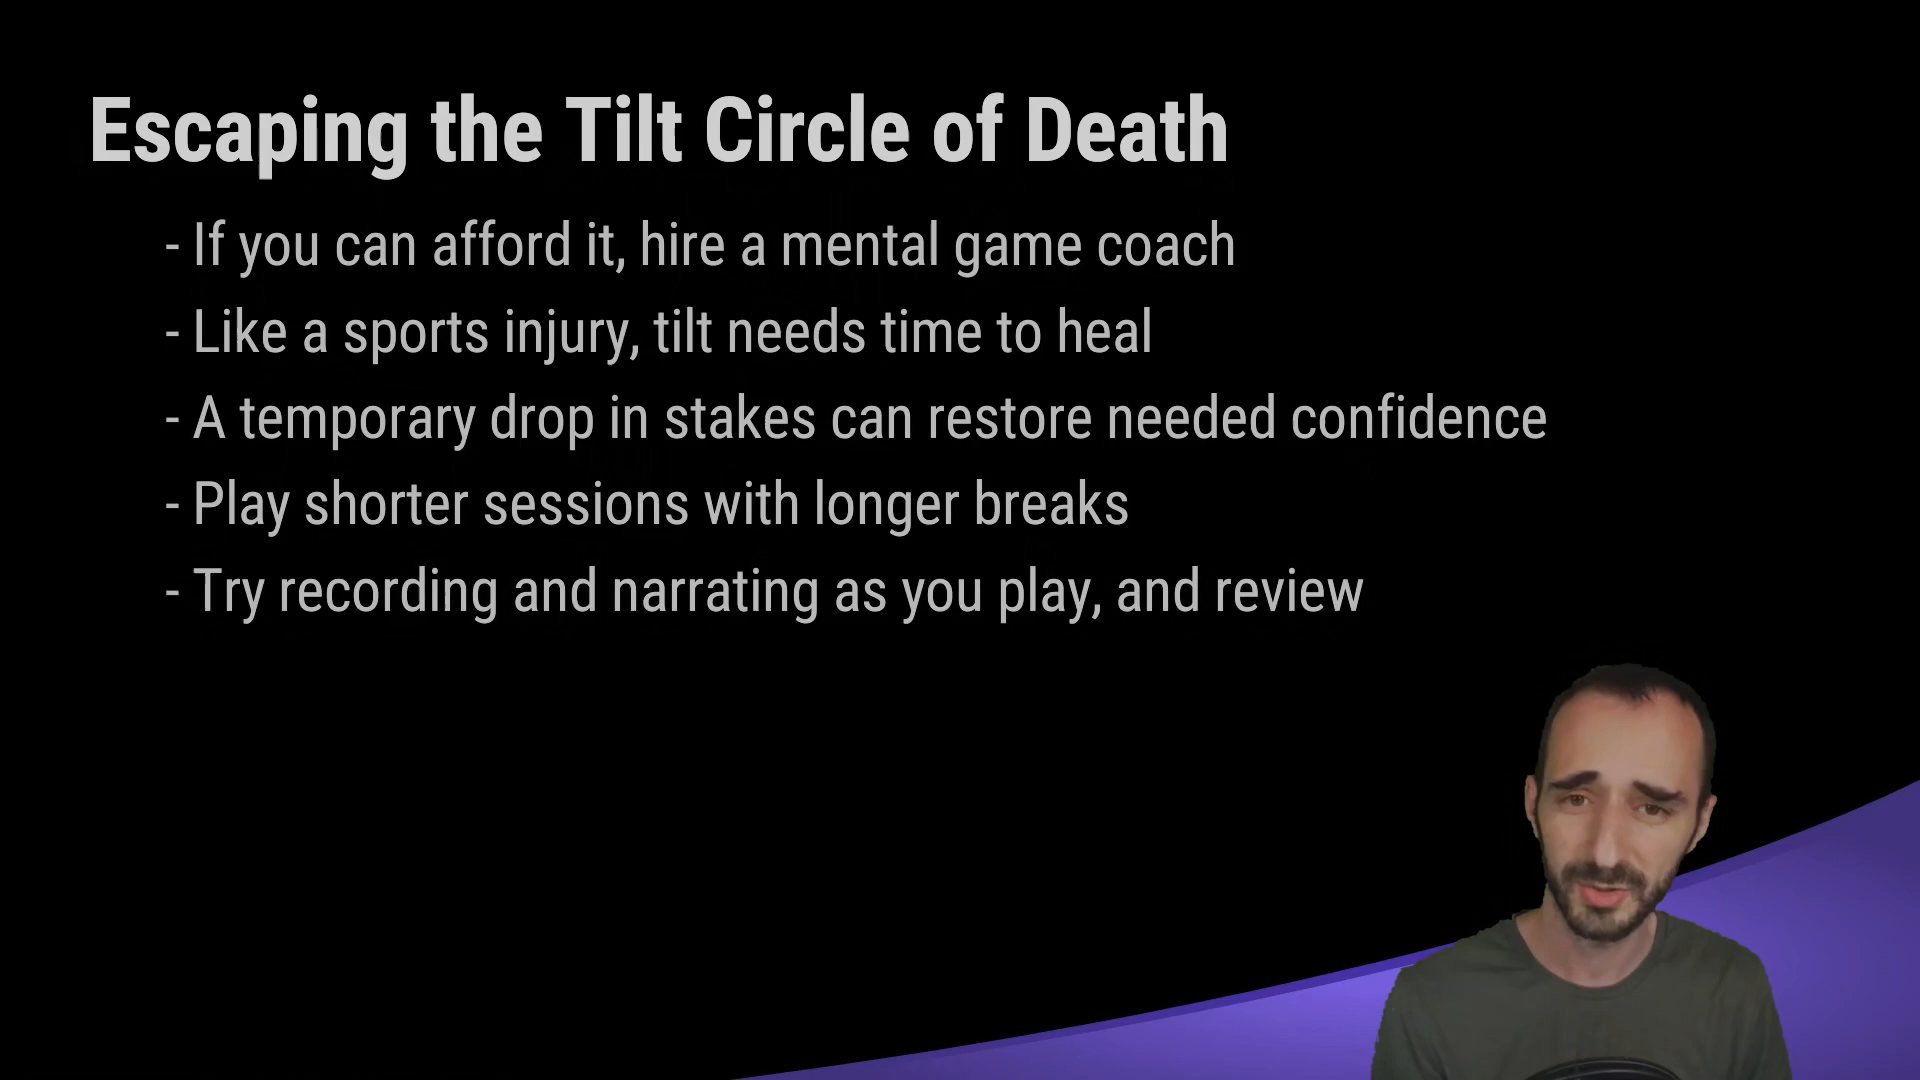 Escaping the Tilt Circle of Death
- If you can afford it, hire a mental game coach
- Like a sports injury, tilt needs time to heal
- A temporary drop in stakes can restore needed confidence
- Play shorter sessions with longer breaks
- Try recording and narrating as you play, and review